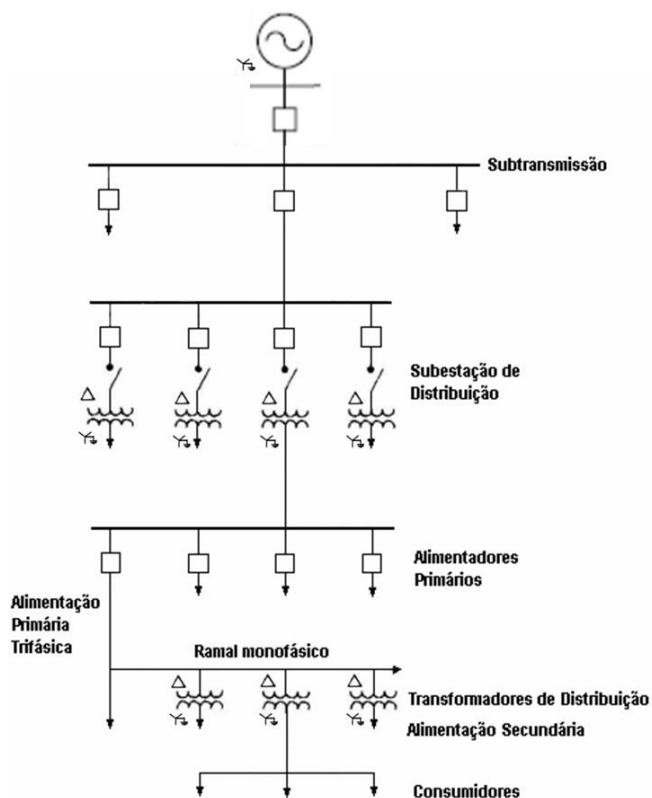 Subtransmissão
Subestação de
Distribuição
Alimentadores
Primários
Alimentação
Primária
Trifásica
Ramal monofásico
Transformadores de Distribuição
Alimentação Secundária
Consumidores